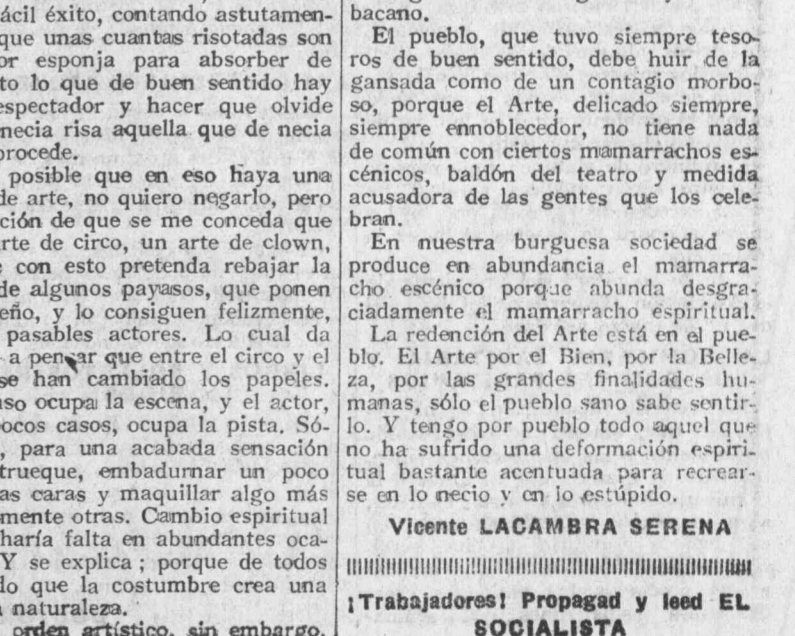 ácil éxito, contando astutamen-
que unas cuantas risotadas son
or esponja para absorber de
to lo que de buen sentido hay
espectador y hacer que olvide
necia risa aquella que de necia
procede.
posible que en eso haya una
de arte, no quiero negarlo, pero
ción de que se me conceda que
arte de circo, un arte de clown,
con esto pretenda rebajar la
de algunos payasos, que ponen
eño, y lo consiguen felizmente,
pasables actores. Lo cual da
a pensar que entre el circo y el
se han cambiado los papeles.
aso ocupa la escena, y el actor,
ocos casos, ocupa la pista. Só-
, para una acabada sensación
trueque, embadurnar un poco
as caras y maquillar algo más
mente otras. Cambio espiritual
haría falta en abundantes oca-
Y se explica; porque de todos
do que la costumbre crea una
naturaleza.
orden artístico, sin embargo,
bacano.
El pueblo, que tuvo siempre teso-
ros de buen sentido, debe huir de la
gansada como de un contagio morbo-
so, porque el Arte, delicado siempre,
siempre ennoblecedor, no tiene nada
de común con ciertos mamarrachos es-
cénicos, baldón del teatro y medida
acusadora de las gentes que los cele-
bran.
En nuestra burguesa sociedad se
produce en abundancia el mamarra-
cho escénico porque abunda desgra-
ciadamente el mamarracho espiritual.
La redención del Arte está en el pue-
blo. El Arte por el Bien, por la Belle-
za, por las grandes finalidades hu-
manas, sólo el pueblo sano sabe sentir-
lo. Y tengo por pueblo todo aquel que
no ha sufrido una deformación espiri-
tual bastante acentuada para recrear-
se en lo necio y en lo estúpido.
Vicente LACAMBRA SERENA
¡Trabajadores! Propagad y leed EL
SOCIALISTA